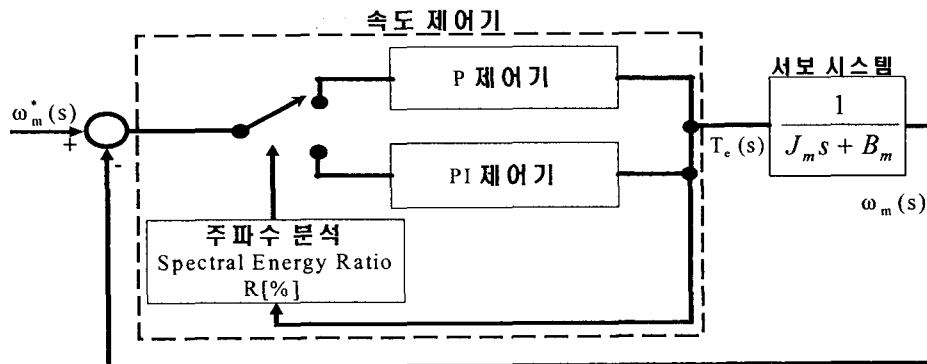 속도 제어기
P 제어기
서보 시스템
ω*m(s)
+
-
1
Jm s + Bm
Te(s)
PI 제어기
ωm(s)
주파수 분석
Spectral Energy Ratio
R[%]